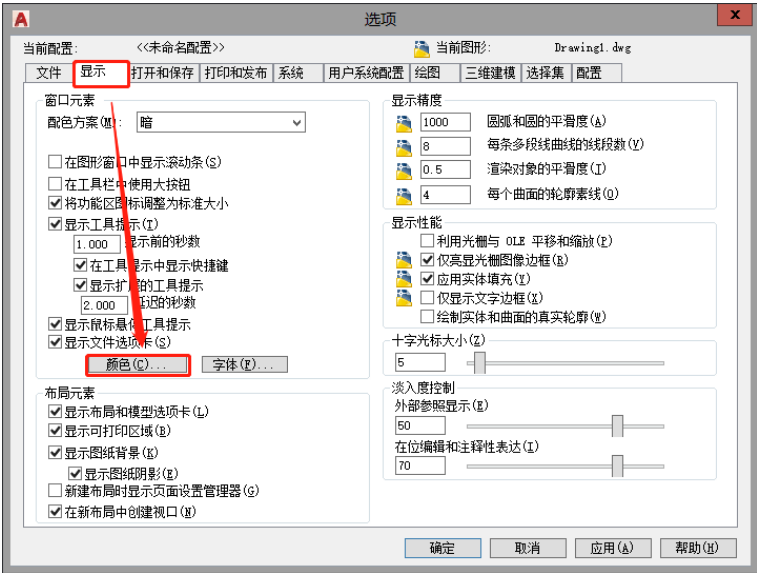 选项
x
当前配置: <<未命名配置>> 当前图形: Drawing1.dwg
文件 显示 打开和保存 打印和发布 系统 用户系统配置 绘图 三维建模 选择集 配置
窗口元素
配色方案(M): 暗
在图形窗口中显示滚动条(S)
在工具栏中使用大按钮
将功能区图标调整为标准大小
显示工具提示(T)
1.000 显示前的秒数
在工具提示中显示快捷键
显示扩展的工具提示
2.000 延迟的秒数
显示鼠标悬停工具提示
显示文件选项卡(S)
颜色(C)... 字体(F)...
布局元素
显示布局和模型选项卡(L)
显示可打印区域(B)
显示图纸背景(K)
显示图纸阴影(E)
新建布局时显示页面设置管理器(G)
在新布局中创建视口(N)
显示精度
1000 圆弧和圆的平滑度(A)
8 每条多段线曲线的线段数(V)
0.5 渲染对象的平滑度(J)
4 每个曲面的轮廓素线(O)
显示性能
利用光栅与 OLE 平移和缩放(P)
仅亮显光栅图像边框(R)
应用实体填充(Y)
仅显示文字边框(X)
绘制实体和曲面的真实轮廓(W)
十字光标大小(Z)
5
淡入度控制
外部参照显示(E)
50
在位编辑和注释性表达(I)
70
确定 取消 应用(A) 帮助(H)